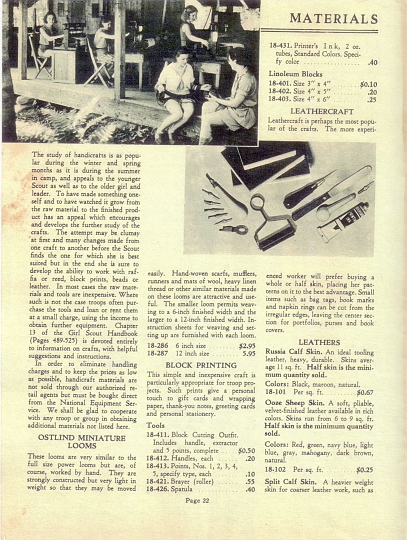 MATERIALS
18-431. Printer's Ink, 2 oz.
tubes, Standard Colors. Speci-
fy color .40
Linoleum Blocks
18-401. Size 3" x 4" $0.10
18-402. Size 4" x 5" .20
18-403. Size 4" x 6" .25
LEATHERCRAFT
Leathercraft is perhaps the most popu-
lar of the crafts. The more experi-
The study of handicrafts is as popu-
lar during the winter and spring
months as it is during the summer
in camp, and appeals to the younger
Scout as well as to the older girl and
leader. To have made something one-
self and to have watched it grow from
the raw material to the finished prod-
uct has an appeal which encourages
and develops the further study of the
crafts. The attempt may be clumsy
at first and many changes made from
one craft to another before the Scout
finds the one for which she is best
suited but in the end she is sure to
develop the ability to work with raf-
fia or reed, block prints, beads or
leather. In most cases the raw mate-
rials and tools are inexpensive. Where
such is not the case troops often pur-
chase the tools and loan or rent them
at a small charge, using the income to
obtain further equipment. Chapter
13 of the Girl Scout Handbook
(Pages 489-525) is devoted entirely
to information on crafts, with helpful
suggestions and instructions.
In order to eliminate handling
charges and to keep the prices as low
as possible, handicraft materials are
not sold through our authorized re-
tail agents but must be bought direct
from the National Equipment Ser-
vice. We shall be glad to cooperate
with any troop or group in obtaining
additional materials not listed here.
OSTLIND MINIATURE
LOOMS
These looms are very similar to the
full size power looms but are, of
course, worked by hand. They are
strongly constructed but very light in
weight so that they may be moved
easily. Hand-woven scarfs, mufflers,
runners and mats of wool, heavy linen
thread or other similar materials made
on these looms are attractive and use-
ful. The smaller loom permits weav-
ing to a 6-inch finished width and the
larger to a 12-inch finished width. In-
struction sheets for weaving and set-
ting up are furnished with each loom.
18-286 6 inch size $2.95
18-287 12 inch size 5.95
BLOCK PRINTING
This simple and inexpensive craft is
particularly appropriate for troop proj-
ects. Such prints give a personal
touch to gift cards and wrapping
paper, thank-you notes, greeting cards
and personal stationery.
Tools
18-411. Block Cutting Outfit.
Includes handle, extractor
and 5 points, complete $0.50
18-412. Handles, each .20
18-413. Points, Nos. 1, 2, 3, 4,
5, specify type, each .10
18-421. Brayer (roller) .55
18-426. Spatula .40
enced worker will prefer buying a
whole or half skin, placing her pat-
terns on it to the best advantage. Small
items such as bag tags, book marks
and napkin rings can be cut from the
irregular edges, leaving the center sec-
tion for portfolios, purses and book
covers.
LEATHERS
Russia Calf Skin. An ideal tooling
leather, heavy, durable. Skins aver-
age 11 sq. ft. Half skin is the mini-
mum quantity sold.
Colors: Black, maroon, natural.
18-101 Per sq. ft. $0.67
Ooze Sheep Skin. A soft, pliable,
velvet-finished leather available in rich
colors. Skins run from 6 to 9 sq. ft.
Half skin is the minimum quantity
sold.
Colors: Red, green, navy blue, light
blue, gray, mahogany, dark brown,
natural.
18-102 Per sq. ft. $0.25
Split Calf Skin. A heavier weight
skin for coarser leather work, such as
Page 22